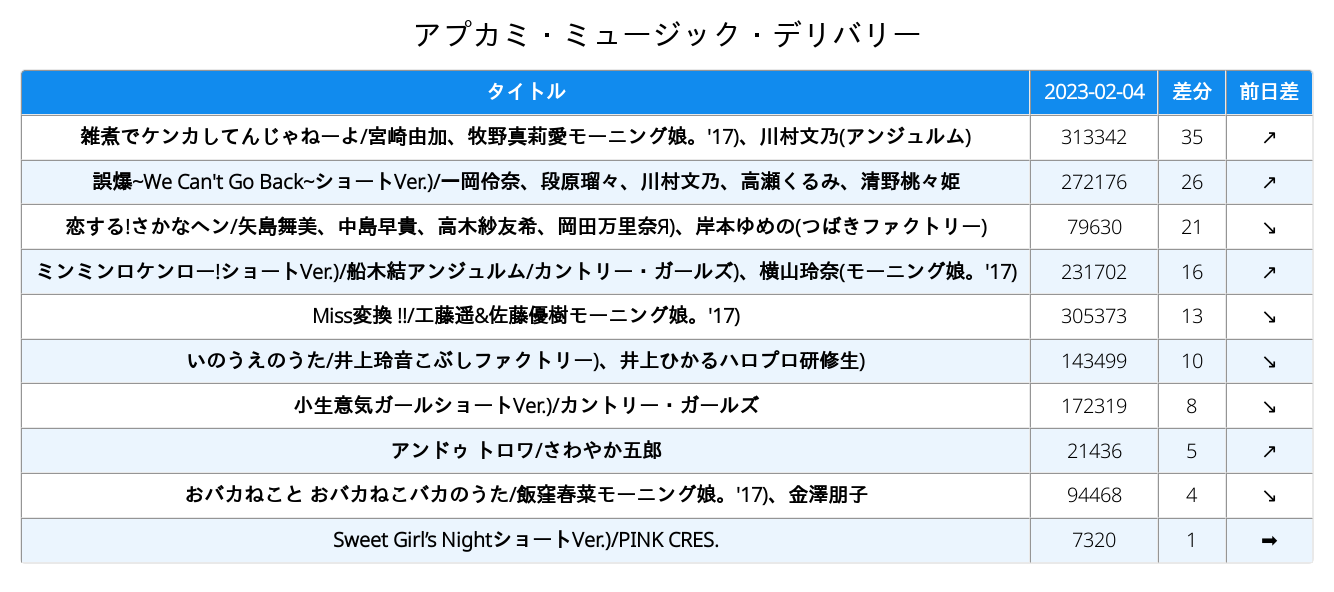 アプカミ・ミュージック・デリバリー
タイトル 2023-02-04 差分 前日差
雑煮でケンカしてんじゃねーよ/宮崎由加、牧野真莉愛モーニング娘。'17)、川村文乃(アンジュルム) 313342 35 ↗
誤爆~We Can't Go Back~ショートVer.)/一岡伶奈、段原瑠々、川村文乃、高瀬くるみ、清野桃々姫 272176 26 ↗
恋する!さかなヘン/矢島舞美、中島早貴、高木紗友希、岡田万里奈Я)、岸本ゆめの(つばきファクトリー) 79630 21 ↘
ミンミンロケンロー!ショートVer.)/船木結アンジュルム/カントリー・ガールズ)、横山玲奈(モーニング娘。'17) 231702 16 ↗
Miss変換 !!/工藤遥&佐藤優樹モーニング娘。'17) 305373 13 ↘
いのうえのうた/井上玲音こぶしファクトリー)、井上ひかるハロプロ研修生) 143499 10 ↘
小生意気ガールショートVer.)/カントリー・ガールズ 172319 8 ↘
アンドゥ トロワ/さわやか五郎 21436 5 ↗
おバカねこと おバカねこバカのうた/飯窪春菜モーニング娘。'17)、金澤朋子 94468 4 ↘
Sweet Girl’s NightショートVer.)/PINK CRES. 7320 1 ➡